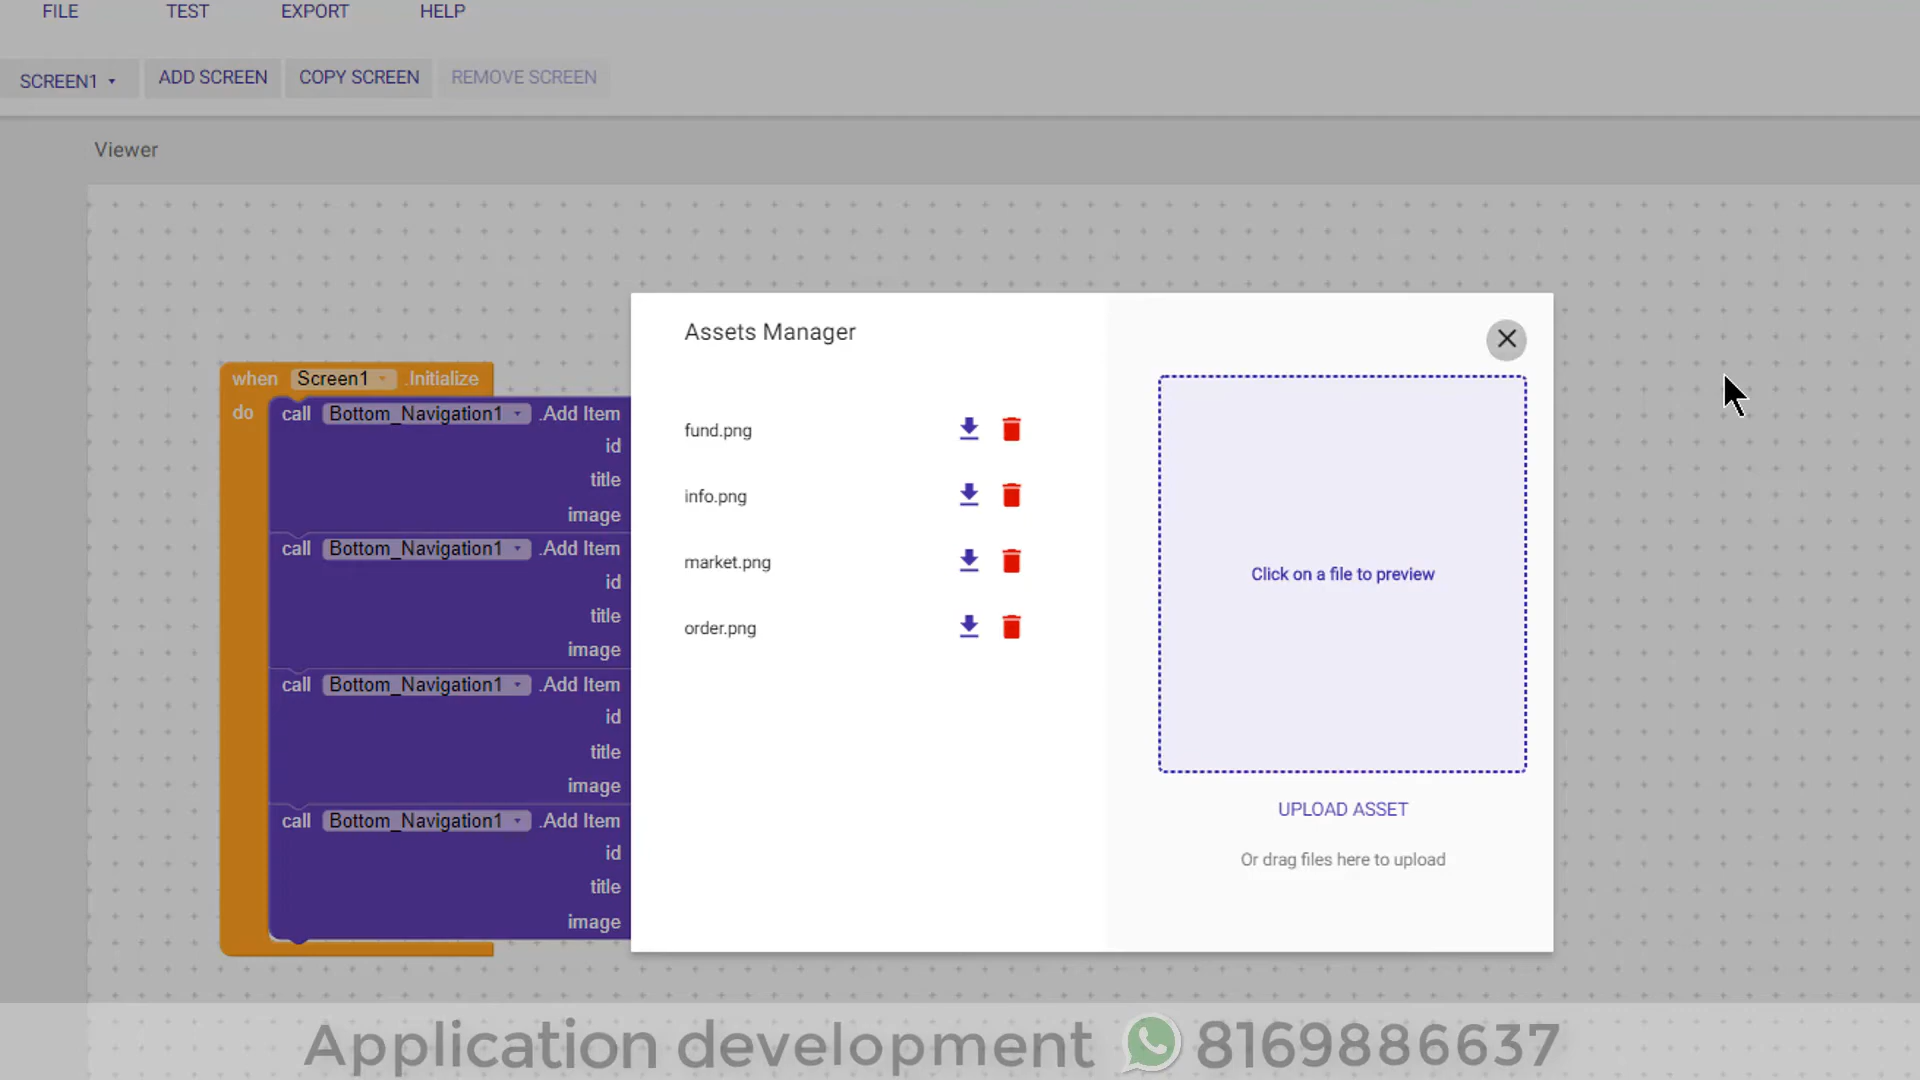 FILE TEST EXPORT HELP
SCREEN1 ADD SCREEN COPY SCREEN REMOVE SCREEN
Viewer
Assets Manager
when Screen1 .Initialize
do call Bottom_Navigation1 .Add Item
id
title
image
call Bottom_Navigation1 .Add Item
id
title
image
call Bottom_Navigation1 .Add Item
id
title
image
call Bottom_Navigation1 .Add Item
id
title
image
fund.png
info.png
market.png
order.png
Click on a file to preview
UPLOAD ASSET
Or drag files here to upload
Application development 8169886637